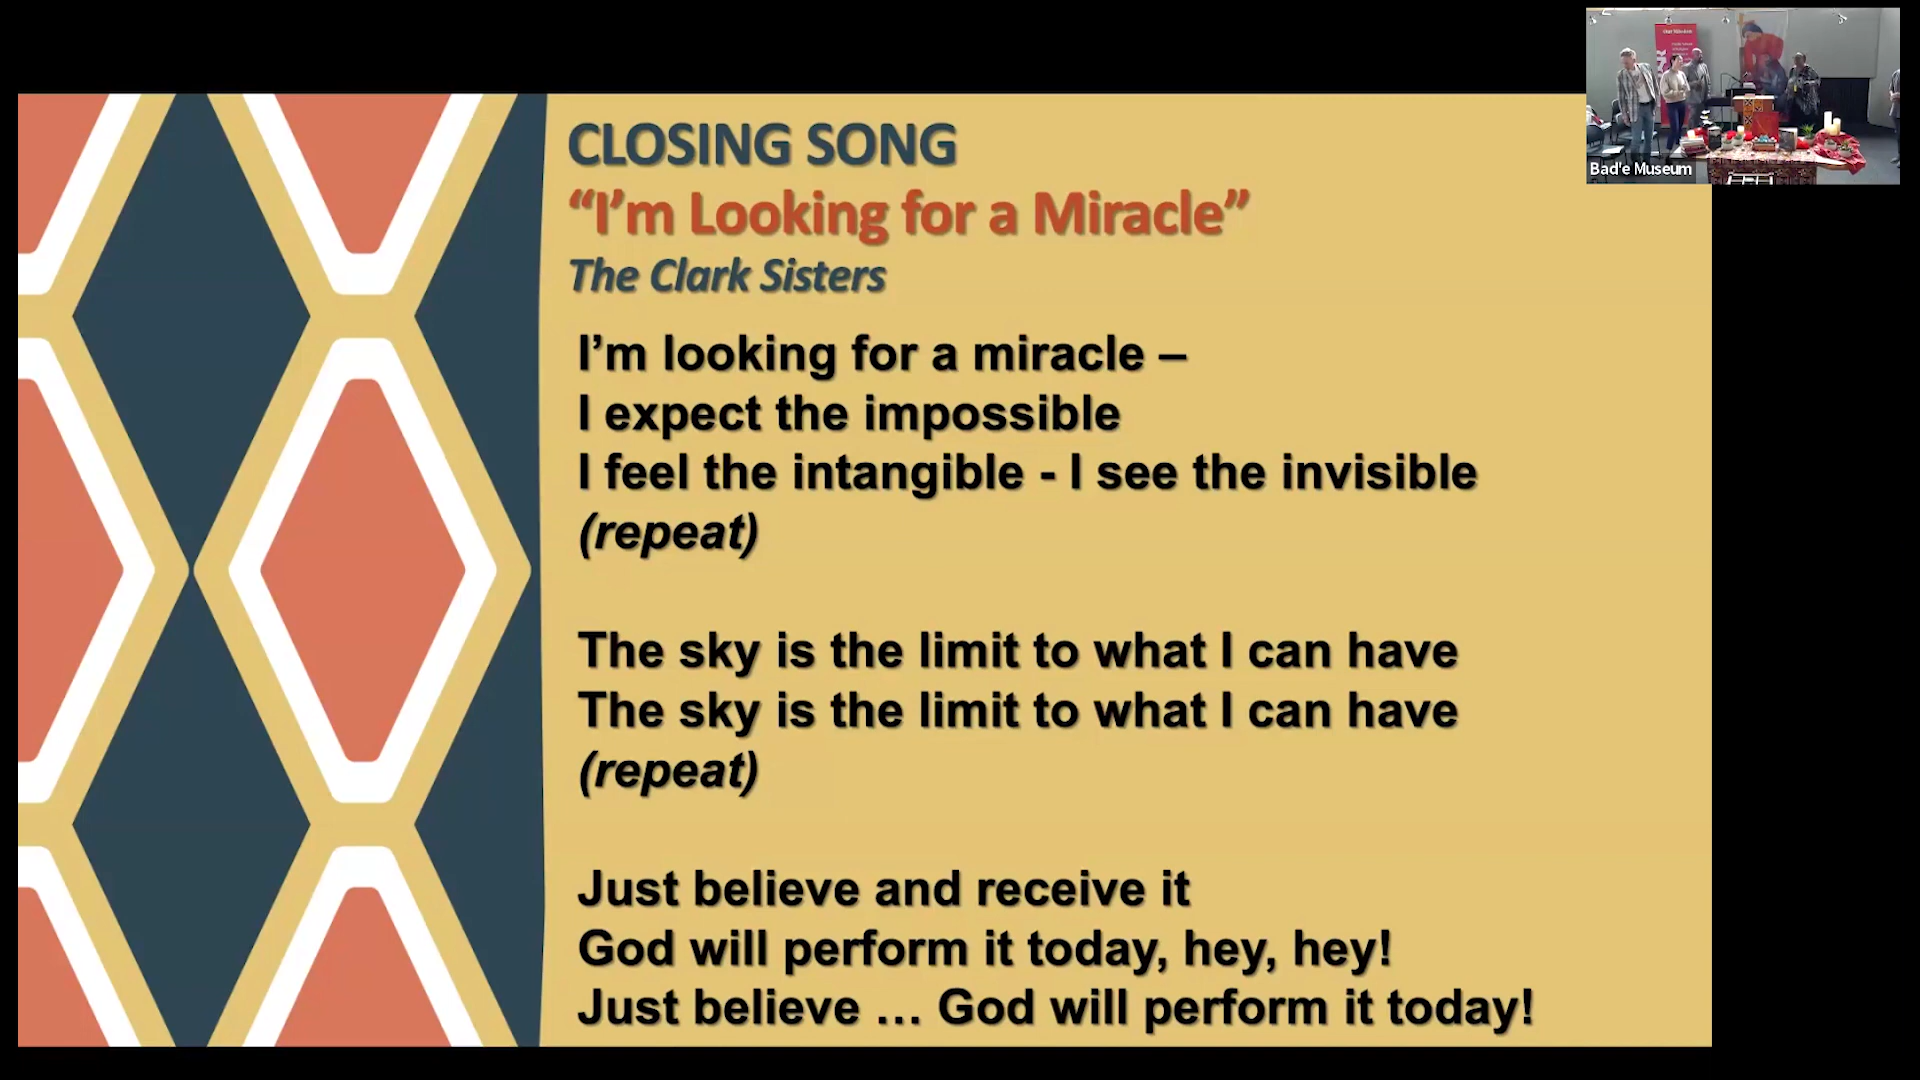 CLOSING SONG
“I’m Looking for a Miracle”
The Clark Sisters
I’m looking for a miracle –
I expect the impossible
I feel the intangible - I see the invisible
(repeat)
The sky is the limit to what I can have
The sky is the limit to what I can have
(repeat)
Just believe and receive it
God will perform it today, hey, hey!
Just believe … God will perform it today!
Bad'e Museum